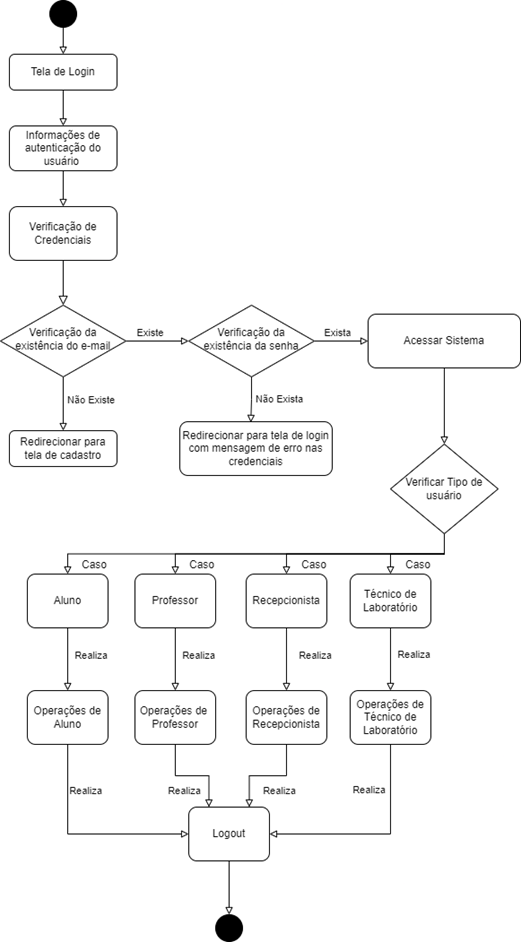 Tela de Login
Informações de
autenticação do
usuário
Verificação de
Credenciais
Verificação da
existência do e-mail
Existe
Verificação da
existência da senha
Exista
Acessar Sistema
Não Existe
Não Exista
Redirecionar para
tela de cadastro
Redirecionar para tela de login
com mensagem de erro nas
credenciais
Verificar Tipo de
usuário
Caso
Caso
Caso
Caso
Aluno
Professor
Recepcionista
Técnico de
Laboratório
Realiza
Realiza
Realiza
Realiza
Operações de
Aluno
Operações de
Professor
Operações de
Recepcionista
Operações de
Técnico de
Laboratório
Realiza
Realiza
Realiza
Realiza
Logout